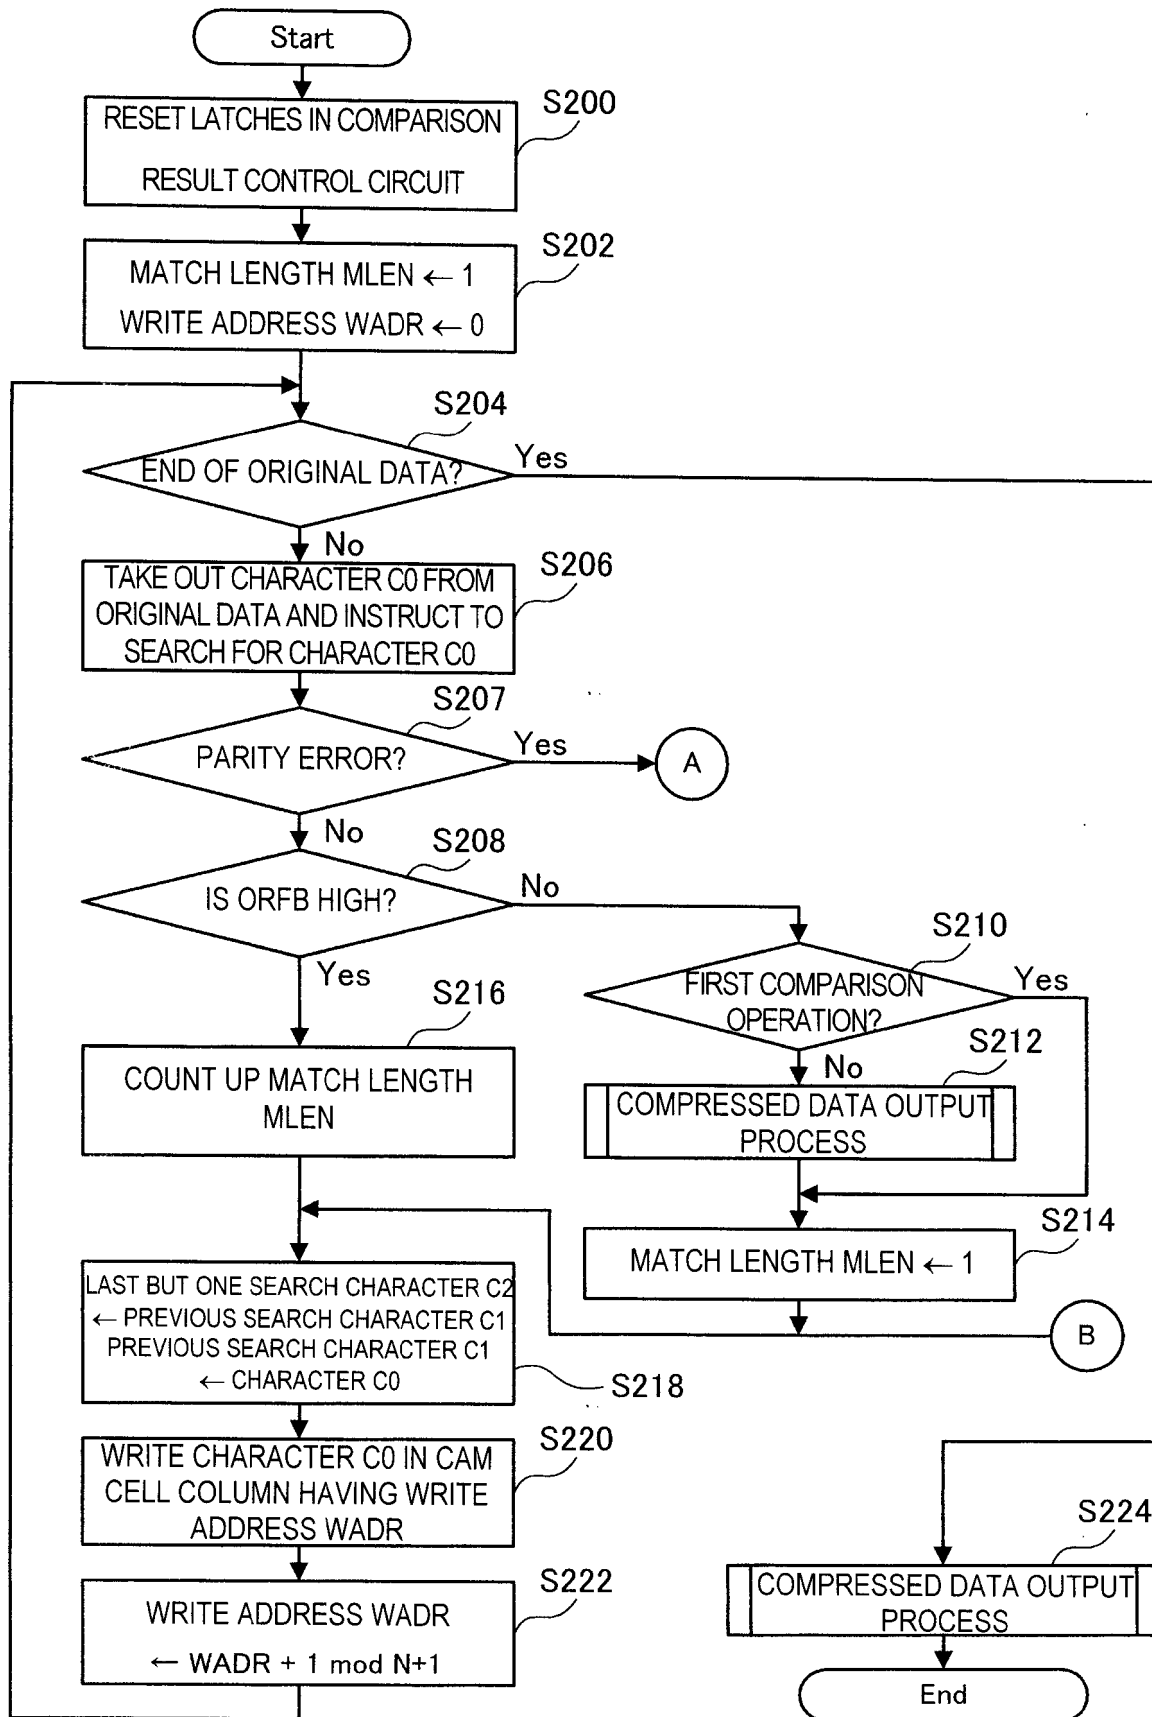 Start
S200
RESET LATCHES IN COMPARISON
RESULT CONTROL CIRCUIT
S202
MATCH LENGTH MLEN ← 1
WRITE ADDRESS WADR ← 0
S204
END OF ORIGINAL DATA?
Yes
No
S206
TAKE OUT CHARACTER C0 FROM
ORIGINAL DATA AND INSTRUCT TO
SEARCH FOR CHARACTER C0
S207
PARITY ERROR?
Yes
A
No
S208
IS ORFB HIGH?
No
Yes
S210
FIRST COMPARISON
OPERATION?
Yes
No
S212
COMPRESSED DATA OUTPUT
PROCESS
S216
COUNT UP MATCH LENGTH
MLEN
S214
MATCH LENGTH MLEN ← 1
B
LAST BUT ONE SEARCH CHARACTER C2
← PREVIOUS SEARCH CHARACTER C1
PREVIOUS SEARCH CHARACTER C1
← CHARACTER C0
S218
S220
WRITE CHARACTER C0 IN CAM
CELL COLUMN HAVING WRITE
ADDRESS WADR
S222
WRITE ADDRESS WADR
← WADR + 1 mod N+1
S224
COMPRESSED DATA OUTPUT
PROCESS
End